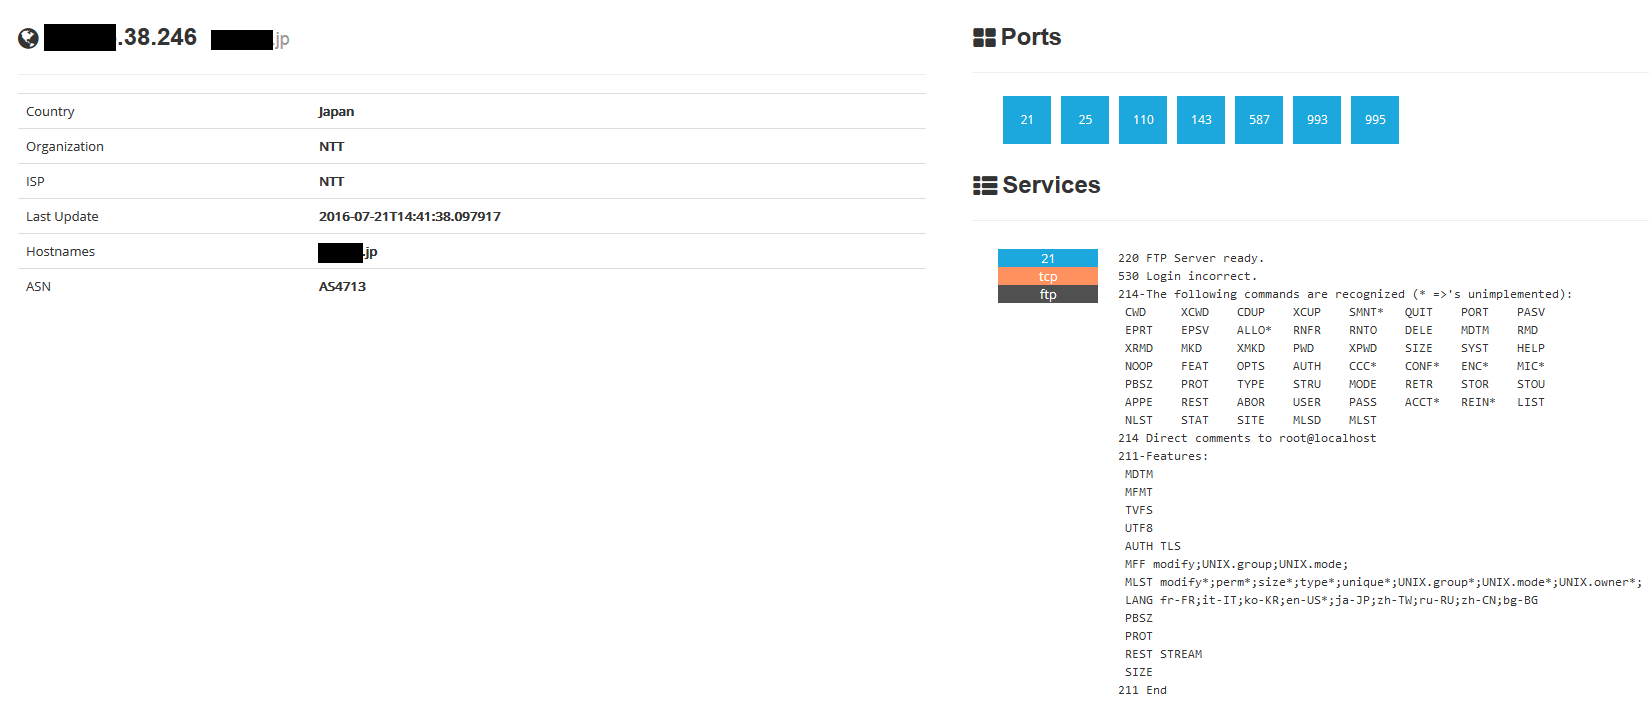 .38.246 .jp
Country Japan
Organization NTT
ISP NTT
Last Update 2016-07-21T14:41:38.097917
Hostnames .jp
ASN AS4713
Ports
21 25 110 143 587 993 995
Services
21
tcp
ftp
220 FTP Server ready.
530 Login incorrect.
214-The following commands are recognized (* =>'s unimplemented):
CWD XCWD CDUP XCUP SMNT* QUIT PORT PASV
EPRT EPSV ALLO* RNFR RNTO DELE MDTM RMD
XRMD MKD XMKD PWD XPWD SIZE SYST HELP
NOOP FEAT OPTS AUTH CCC* CONF* ENC* MIC*
PBSZ PROT TYPE STRU MODE RETR STOR STOU
APPE REST ABOR USER PASS ACCT* REIN* LIST
NLST STAT SITE MLSD MLST
214 Direct comments to root@localhost
211-Features:
MDTM
MFMT
TVFS
UTF8
AUTH TLS
MFF modify;UNIX.group;UNIX.mode;
MLST modify*;perm*;size*;type*;unique*;UNIX.group*;UNIX.mode*;UNIX.owner*;
LANG fr-FR;it-IT;ko-KR;en-US*;ja-JP;zh-TW;ru-RU;zh-CN;bg-BG
PBSZ
PROT
REST STREAM
SIZE
211 End